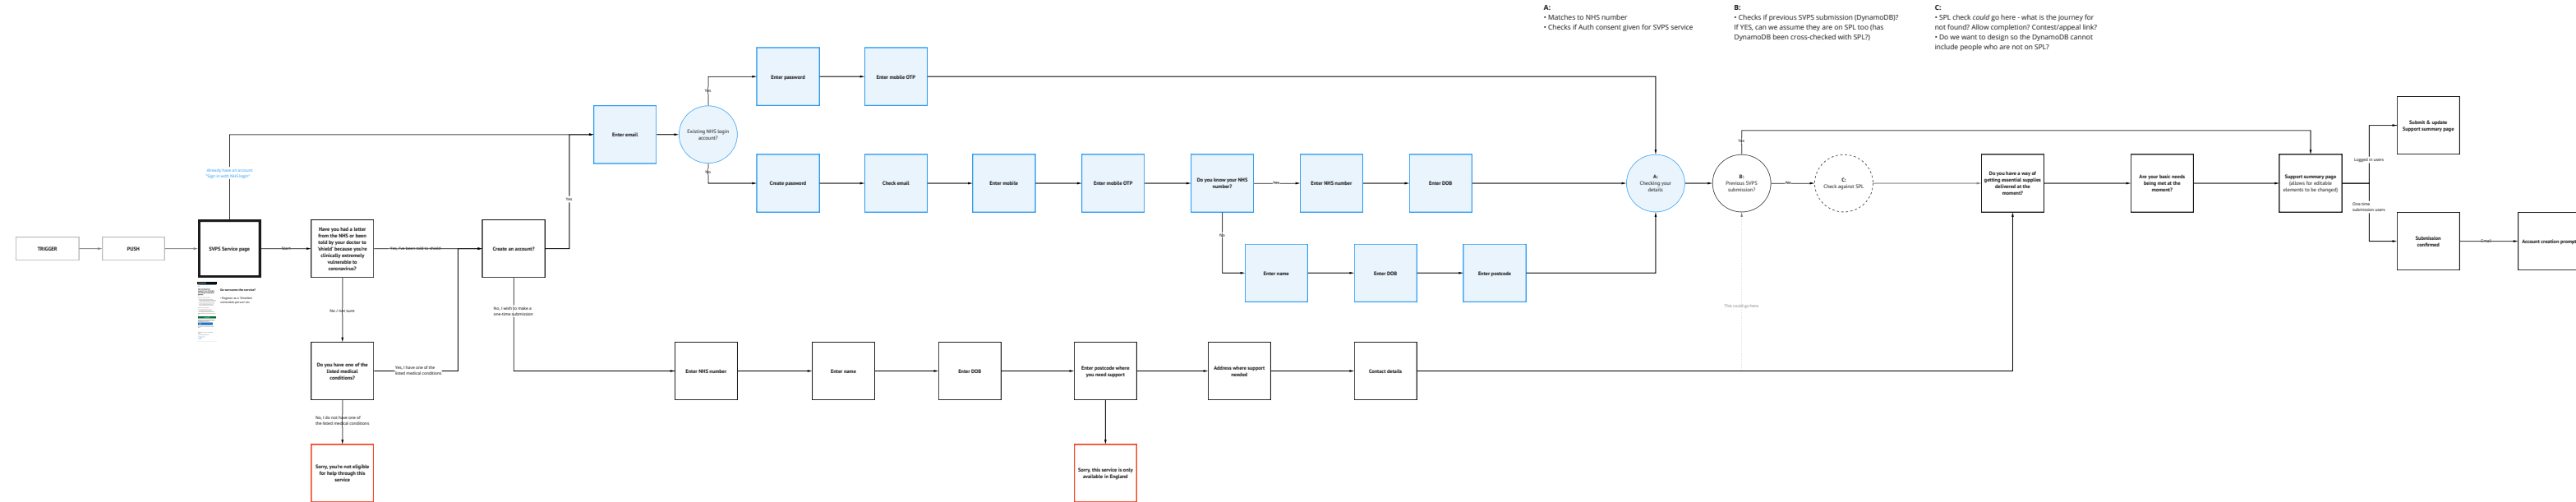 A:
• Matches to NHS number
• Checks if Auth consent given for SVPS service
B:
• Checks if previous SVPS submission (DynamoDB)?
If YES, can we assume they are on SPL too (has
DynamoDB been cross-checked with SPL?)
C:
• SPL check could go here - what is the journey for
not found? Allow completion? Contest/appeal link?
• Do we want to design so the DynamoDB cannot
include people who are not on SPL?
TRIGGER
PUSH
SVPS Service page
Already have an account
"Sign in with NHS login"
Start
Have you had a letter
from the NHS or been
told by your doctor to
'shield' because you're
clinically extremely
vulnerable to
coronavirus?
Yes, I've been told to shield
No / not sure
Do you have one of the
listed medical
conditions?
Yes, I have one of the
listed medical conditions
No, I do not have one of
the listed medical conditions
Sorry, you're not eligible
for help through this
service
Create an account?
Yes
No, I wish to make a
one-time submission
Enter email
Existing NHS login
account?
Yes
Enter password
Enter mobile OTP
No
Create password
Check email
Enter mobile
Enter mobile OTP
Do you know your NHS
number?
Yes
Enter NHS number
Enter DOB
No
Enter name
Enter DOB
Enter postcode
Enter NHS number
Enter name
Enter DOB
Enter postcode where
you need support
Address where support
needed
Contact details
Sorry, this service is only
available in England
A:
Checking your
details
B:
Previous SVPS
submission?
Yes
No
This could go here
C:
Check against SPL
Do you have a way of
getting essential supplies
delivered at the
moment?
Are your basic needs
being met at the
moment?
Support summary page
(allows for editable
elements to be changed)
Logged in users
Submit & update
Support summary page
One-time
submission users
Submission
confirmed
Email
Account creation prompt